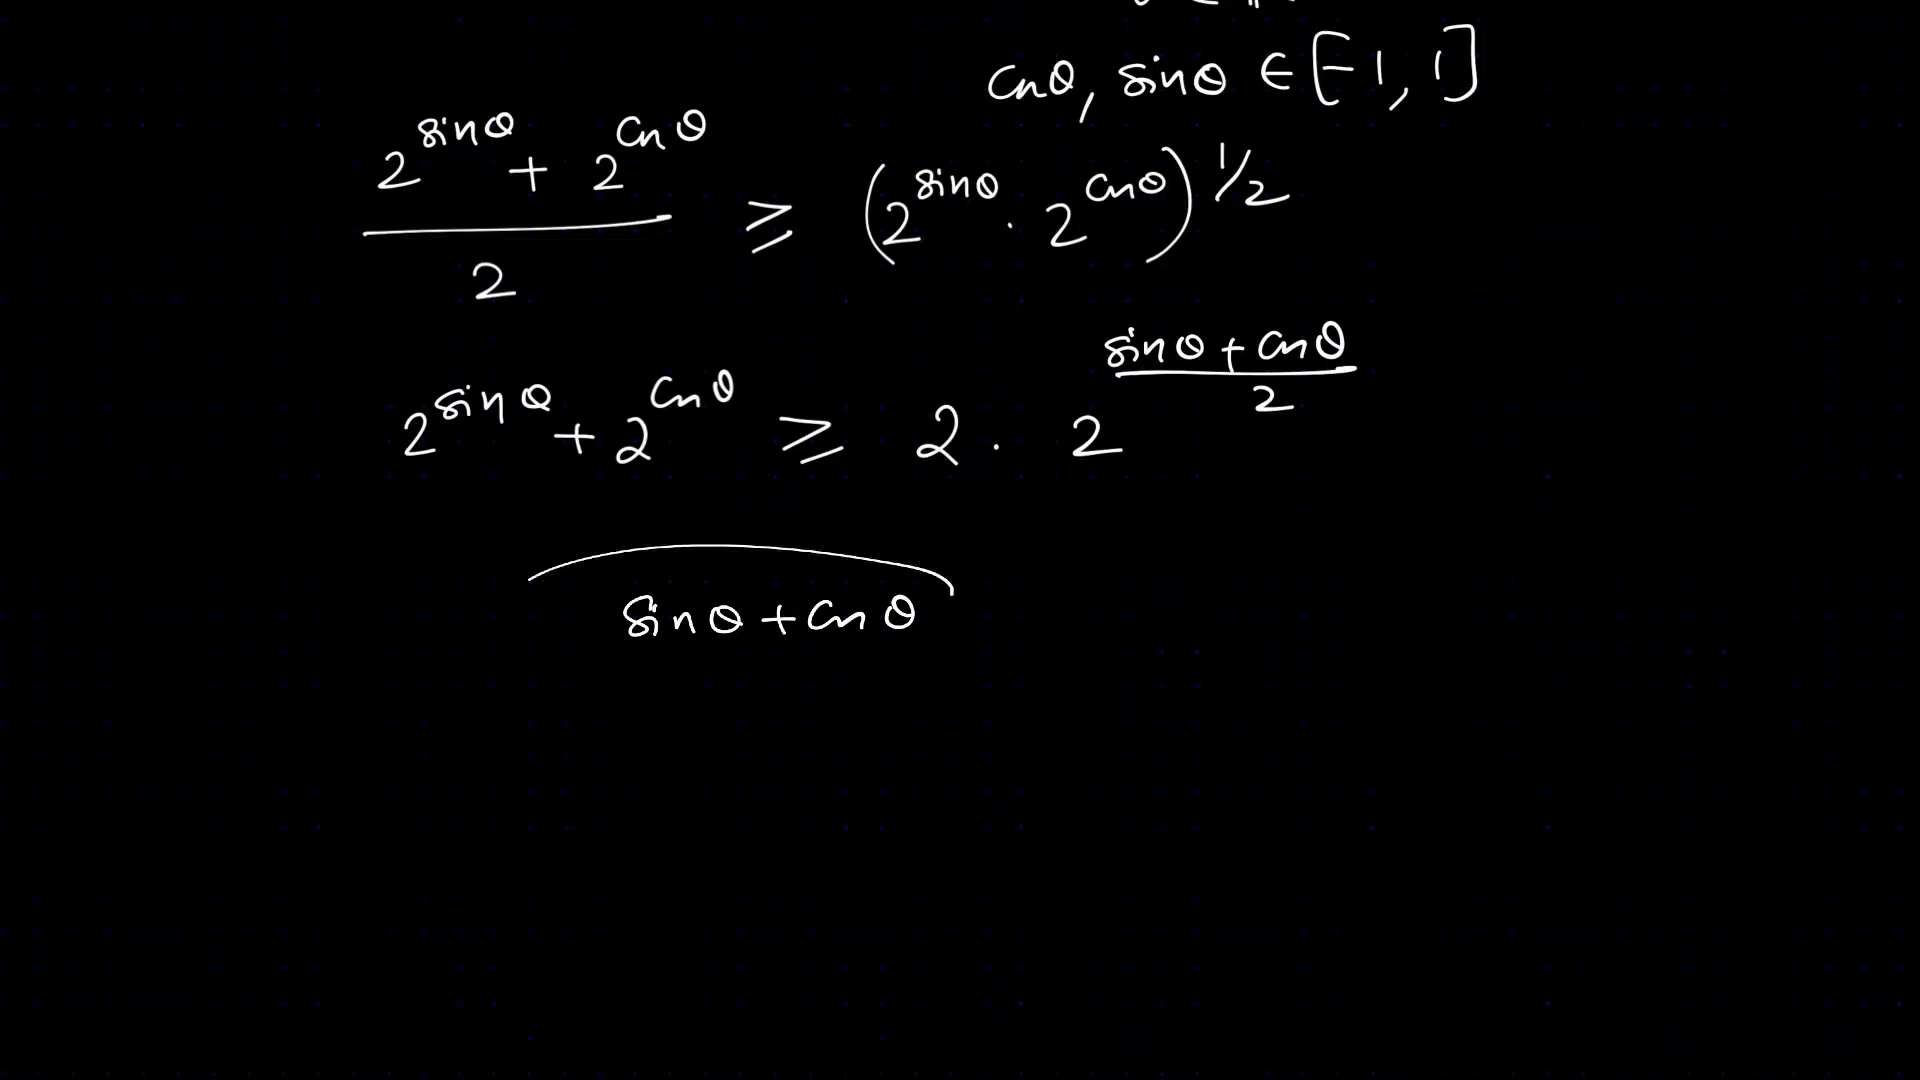 cosθ, sinθ ∈ [-1, 1]
(2^sinθ + 2^cosθ)/2 ≥ (2^sinθ · 2^cosθ)^1/2
2^sinθ + 2^cosθ ≥ 2 · 2^((sinθ + cosθ)/2)
sinθ + cosθ